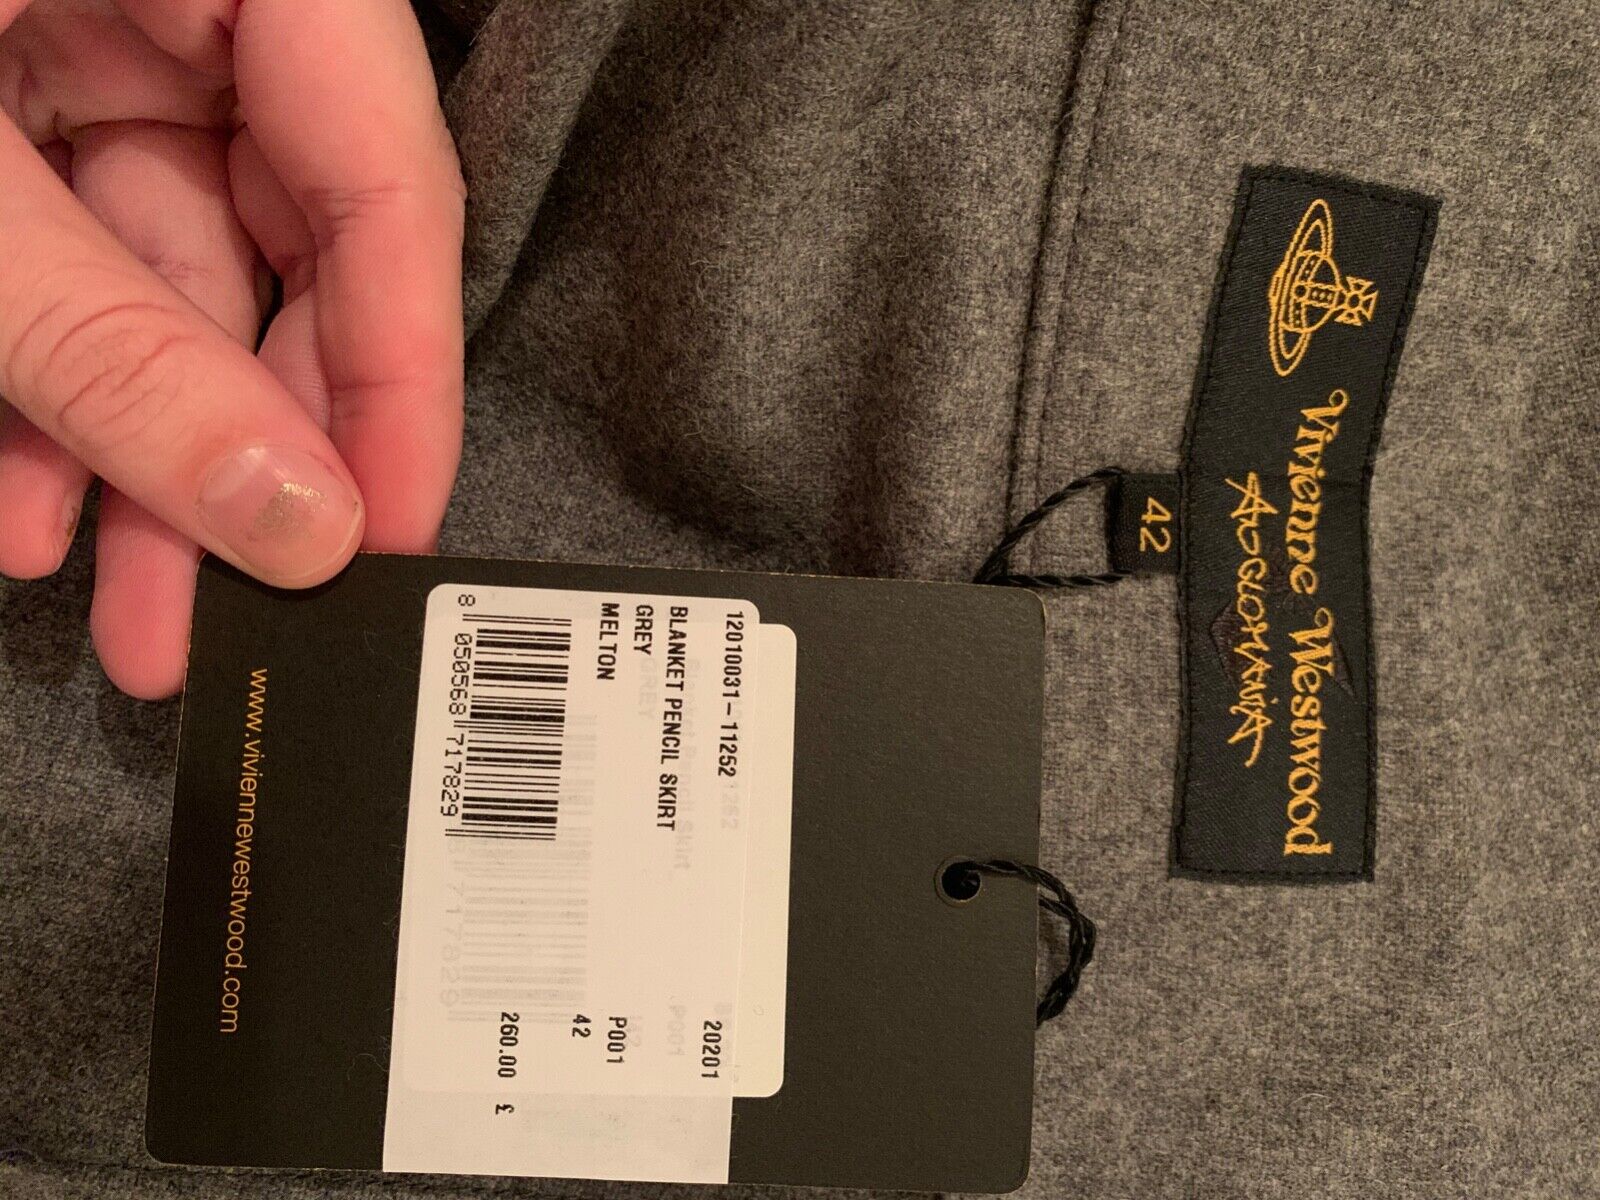 Vivienne Westwood
ANGLOMANIA
42
12010031-11252
20201
BLANKET PENCIL SKIRT
GREY
P001
MELTON
42
260.00 £
8 050568 717829
www.viviennewestwood.com